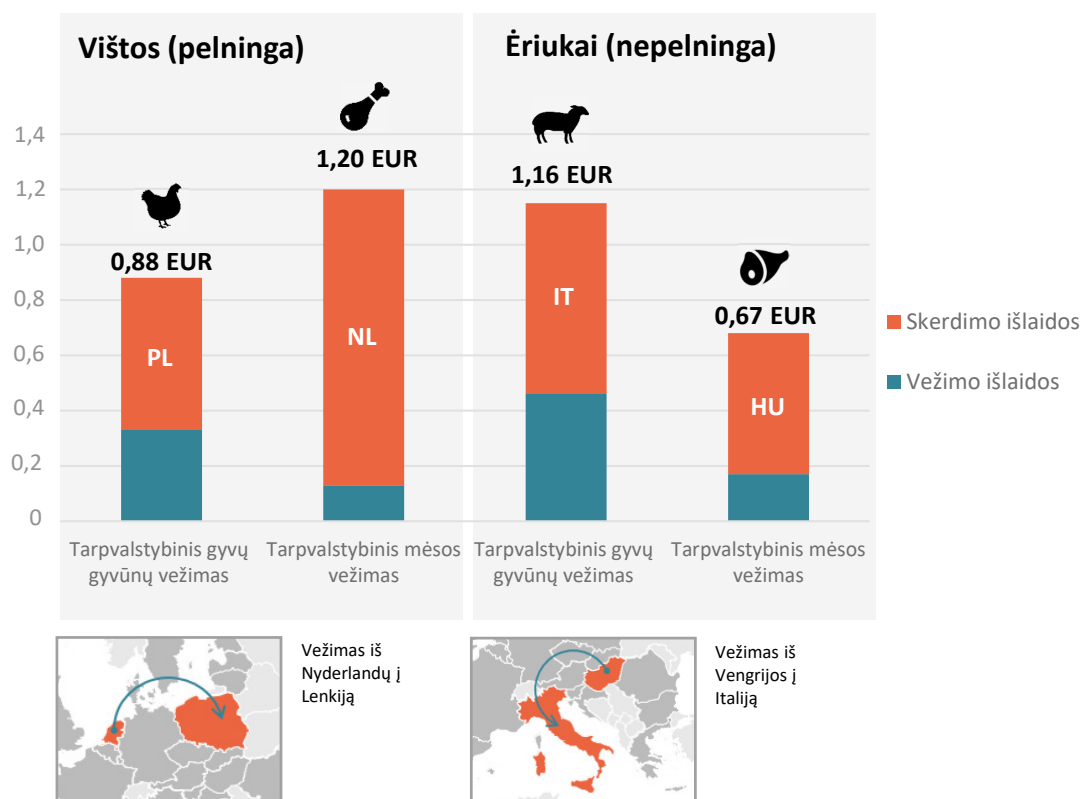 Vištos (pelninga)
Ėriukai (nepelninga)
1,4
1,2
1,0
0,8
0,6
0,4
0,2
0
0,88 EUR
1,20 EUR
1,16 EUR
0,67 EUR
PL
NL
IT
HU
Skerdimo išlaidos
Vežimo išlaidos
Tarpvalstybinis gyvų
gyvūnų vežimas
Tarpvalstybinis mėsos
vežimas
Tarpvalstybinis gyvų
gyvūnų vežimas
Tarpvalstybinis mėsos
vežimas
Vežimas iš
Nyderlandų į
Lenkiją
Vežimas iš
Vengrijos į
Italiją